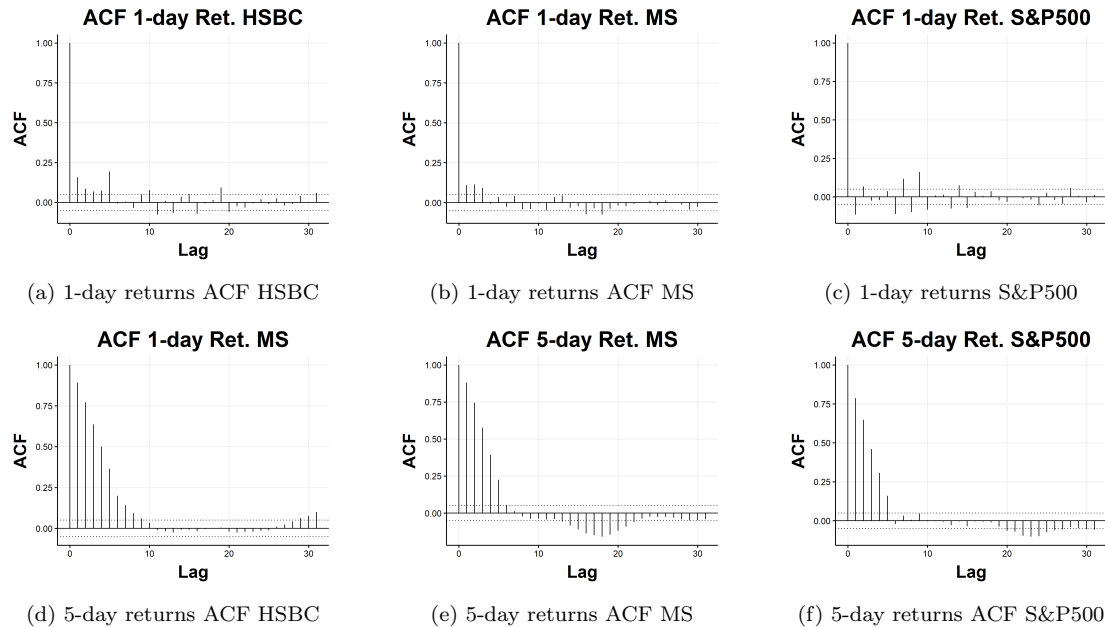 ACF 1-day Ret. HSBC
ACF
1.00
0.75
0.50
0.25
0.00
0 10 20 30
Lag
(a) 1-day returns ACF HSBC
ACF 1-day Ret. MS
ACF
1.00
0.75
0.50
0.25
0.00
0 10 20 30
Lag
(b) 1-day returns ACF MS
ACF 1-day Ret. S&P500
ACF
1.00
0.75
0.50
0.25
0.00
0 10 20 30
Lag
(c) 1-day returns S&P500
ACF 1-day Ret. MS
ACF
1.00
0.75
0.50
0.25
0.00
0 10 20 30
Lag
(d) 5-day returns ACF HSBC
ACF 5-day Ret. MS
ACF
1.00
0.75
0.50
0.25
0.00
0 10 20 30
Lag
(e) 5-day returns ACF MS
ACF 5-day Ret. S&P500
ACF
1.00
0.75
0.50
0.25
0.00
0 10 20 30
Lag
(f) 5-day returns ACF S&P500